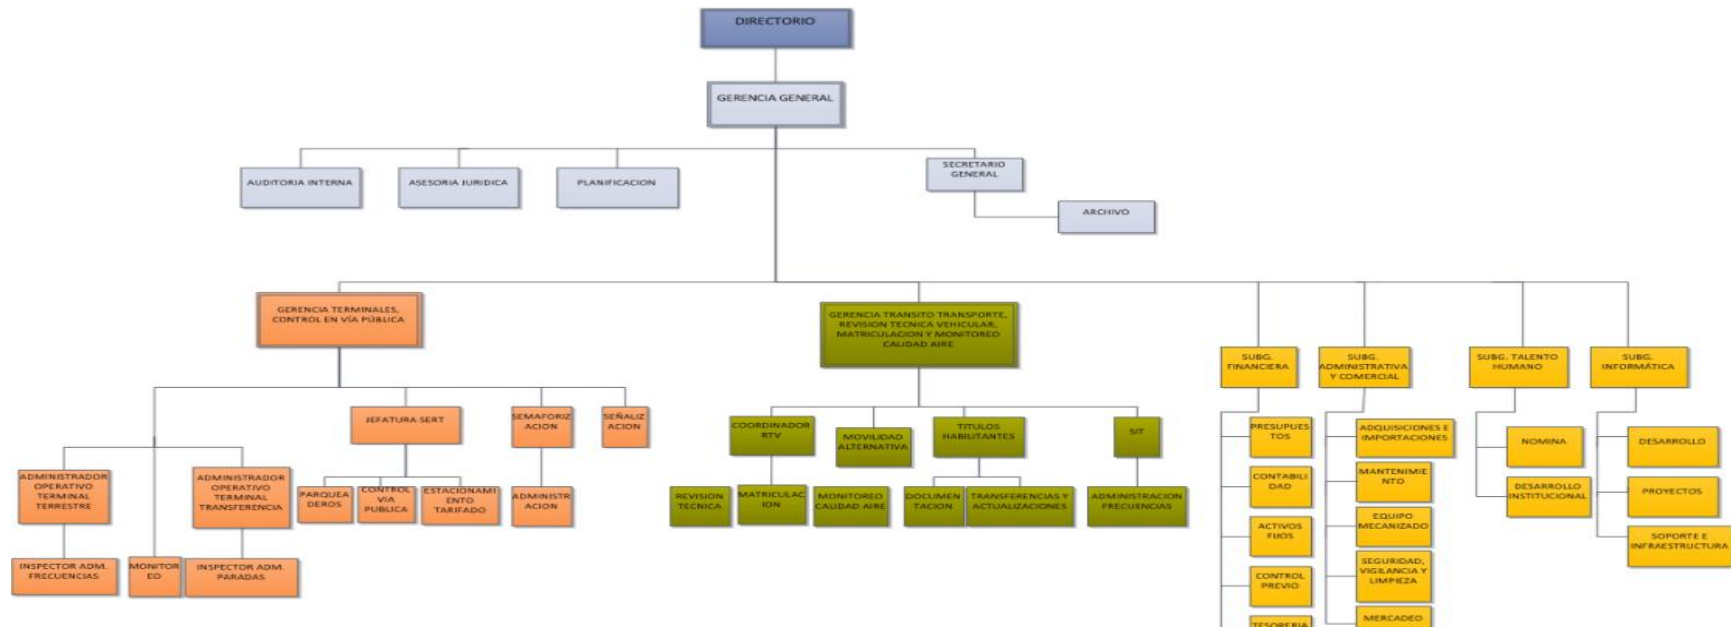 DIRECTORIO
GERENCIA GENERAL
AUDITORIA INTERNA
ASESORIA JURIDICA
PLANIFICACION
SECRETARIO
GENERAL
ARCHIVO
GERENCIA TERMINALES,
CONTROL EN VÍA PÚBLICA
GERENCIA TRANSITO TRANSPORTE,
REVISION TECNICA VEHICULAR,
MATRICULACION Y MONITOREO
CALIDAD AIRE
SUBG.
FINANCIERA
SUBG.
ADMINISTRATIVA
Y COMERCIAL
SUBG. TALENTO
HUMANO
SUBG.
INFORMÁTICA
JEFATURA SERT
SEMAFORIZ
ACION
SEÑALIZ
ACION
COORDINADOR
RTV
MOVILIDAD
ALTERNATIVA
TITULOS
HABILITANTES
SIT
ADMINISTRADOR
OPERATIVO
TERMINAL
TERRESTRE
ADMINISTRADOR
OPERATIVO
TERMINAL
TRANSFERENCIA
PARQUEA
DEROS
CONTROL
VIA
PUBLICA
ESTACIONAMI
ENTO
TARIFADO
ADMINISTR
ACION
REVISION
TECNICA
MATRICULAC
ION
MONITOREO
CALIDAD AIRE
DOCUMEN
TACION
TRANSFERENCIAS Y
ACTUALIZACIONES
ADMINISTRACION
FRECUENCIAS
INSPECTOR ADM.
FRECUENCIAS
MONITOR
EO
INSPECTOR ADM.
PARADAS
PRESUPUES
TOS
CONTABILI
DAD
ACTIVOS
FIJOS
CONTROL
PREVIO
TESORERIA
ADQUISICIONES E
IMPORTACIONES
MANTENIMIE
NTO
EQUIPO
MECANIZADO
SEGURIDAD,
VIGILANCIA Y
LIMPIEZA
MERCADEO
NOMINA
DESARROLLO
INSTITUCIONAL
DESARROLLO
PROYECTOS
SOPORTE E
INFRAESTRUCTURA